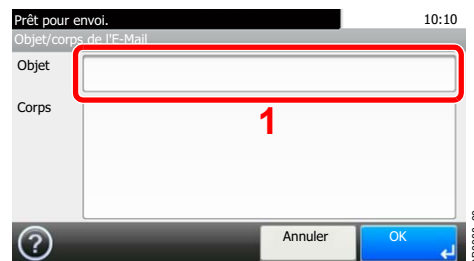 Prêt pour envoi. 10:10
Objet/corps de l'E-Mail
Objet
Corps
1
? Annuler OK